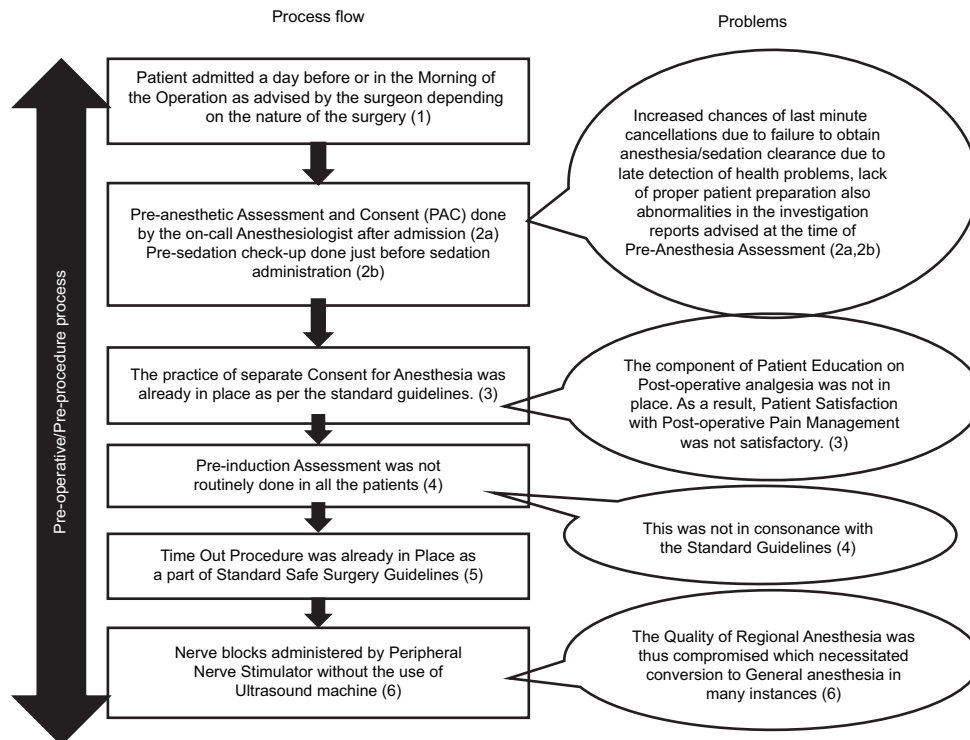 Process flow
Problems
Patient admitted a day before or in the Morning of
the Operation as advised by the surgeon depending
on the nature of the surgery (1)
Increased chances of last minute
cancellations due to failure to obtain
anesthesia/sedation clearance due to
late detection of health problems, lack
of proper patient preparation also
abnormalities in the investigation
reports advised at the time of
Pre-Anesthesia Assessment (2a,2b)
Pre-anesthetic Assessment and Consent (PAC) done
by the on-call Anesthesiologist after admission (2a)
Pre-sedation check-up done just before sedation
administration (2b)
Pre-operative/Pre-procedure process
The practice of separate Consent for Anesthesia was
already in place as per the standard guidelines. (3)
The component of Patient Education on
Post-operative analgesia was not in
place. As a result, Patient Satisfaction
with Post-operative Pain Management
was not satisfactory. (3)
Pre-induction Assessment was not
routinely done in all the patients (4)
This was not in consonance with
the Standard Guidelines (4)
Time Out Procedure was already in Place as
a part of Standard Safe Surgery Guidelines (5)
Nerve blocks administered by Peripheral
Nerve Stimulator without the use of
Ultrasound machine (6)
The Quality of Regional Anesthesia was
thus compromised which necessitated
conversion to General anesthesia in
many instances (6)